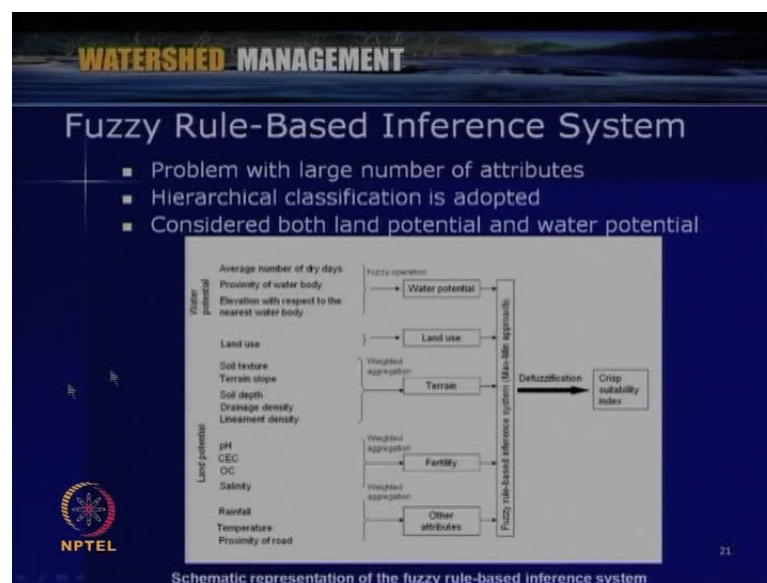 WATERSHED MANAGEMENT
Fuzzy Rule-Based Inference System
Problem with large number of attributes
Hierarchical classification is adopted
Considered both land potential and water potential
Water potential
Average number of dry days
Proximity of water body
Elevation with respect to the
nearest water body
Fuzzy operation
Water potential
Land use
Land use
Land potential
Soil texture
Terrain slope
Soil depth
Drainage density
Lineament density
Weighted
aggregation
Terrain
pH
CEC
OC
Salinity
Weighted
aggregation
Fertility
Rainfall
Temperature
Proximity of road
Weighted
aggregation
Other
attributes
Fuzzy rule-based inference system (Max-Min approach)
Defuzzification
Crisp
suitability
index
NPTEL
21
Schematic representation of the fuzzy rule-based inference system